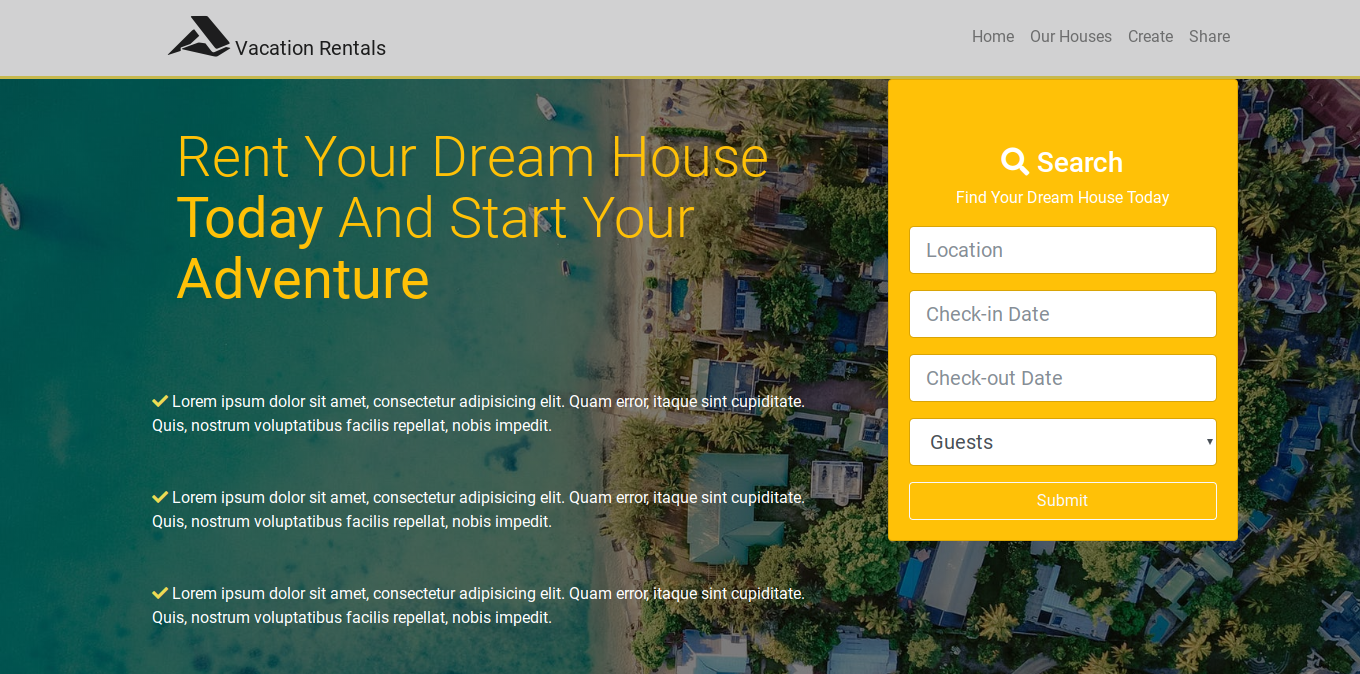 Vacation Rentals
Home Our Houses Create Share
Rent Your Dream House
Today And Start Your
Adventure
Lorem ipsum dolor sit amet, consectetur adipisicing elit. Quam error, itaque sint cupiditate.
Quis, nostrum voluptatibus facilis repellat, nobis impedit.
Lorem ipsum dolor sit amet, consectetur adipisicing elit. Quam error, itaque sint cupiditate.
Quis, nostrum voluptatibus facilis repellat, nobis impedit.
Lorem ipsum dolor sit amet, consectetur adipisicing elit. Quam error, itaque sint cupiditate.
Quis, nostrum voluptatibus facilis repellat, nobis impedit.
Search
Find Your Dream House Today
Location
Check-in Date
Check-out Date
Guests
Submit